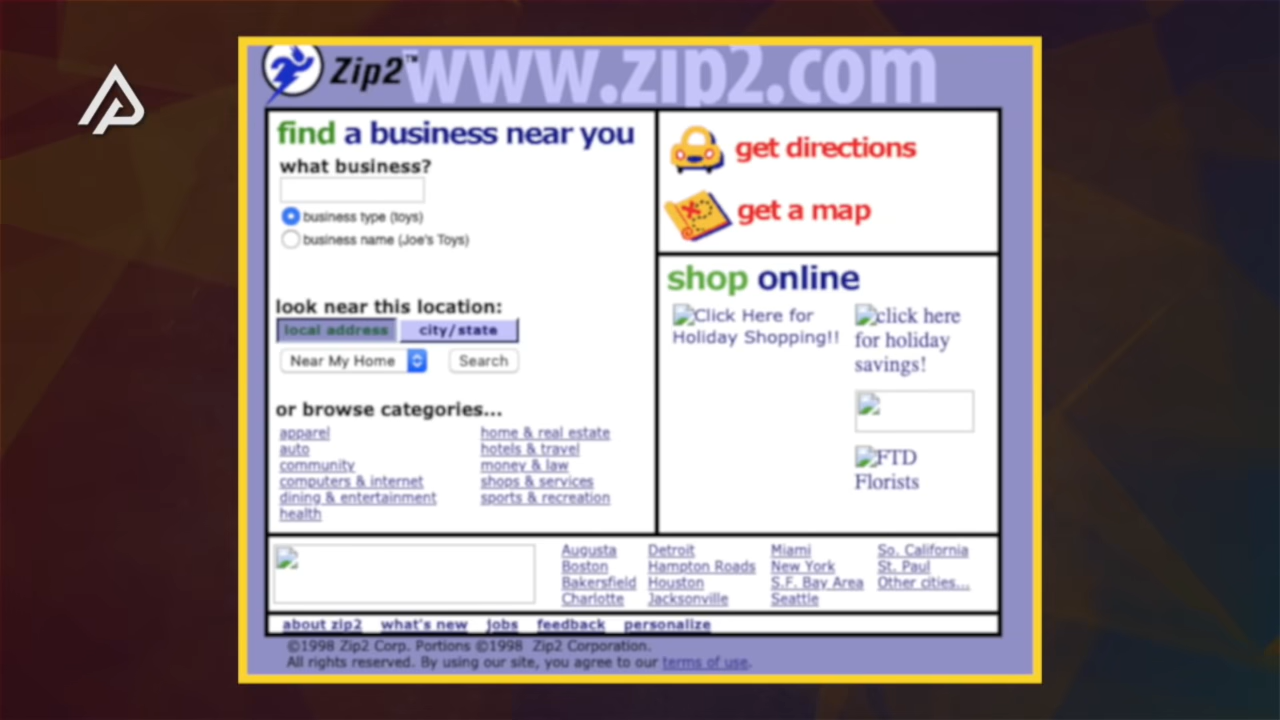 Zip2™
www.zip2.com
find a business near you
what business?
business type (toys)
business name (Joe's Toys)
look near this location:
local address city/state
Near My Home Search
or browse categories...
apparel home & real estate
auto hotels & travel
community money & law
computers & internet shops & services
dining & entertainment sports & recreation
health
get directions
get a map
shop online
Click Here for
Holiday Shopping!!
click here
for holiday
savings!
FTD
Florists
Augusta Detroit Miami So. California
Boston Hampton Roads New York St. Paul
Bakersfield Houston S.F. Bay Area Other cities...
Charlotte Jacksonville Seattle
about zip2 what's new jobs feedback personalize
©1998 Zip2 Corp. Portions ©1998 Zip2 Corporation.
All rights reserved. By using our site, you agree to our terms of use.